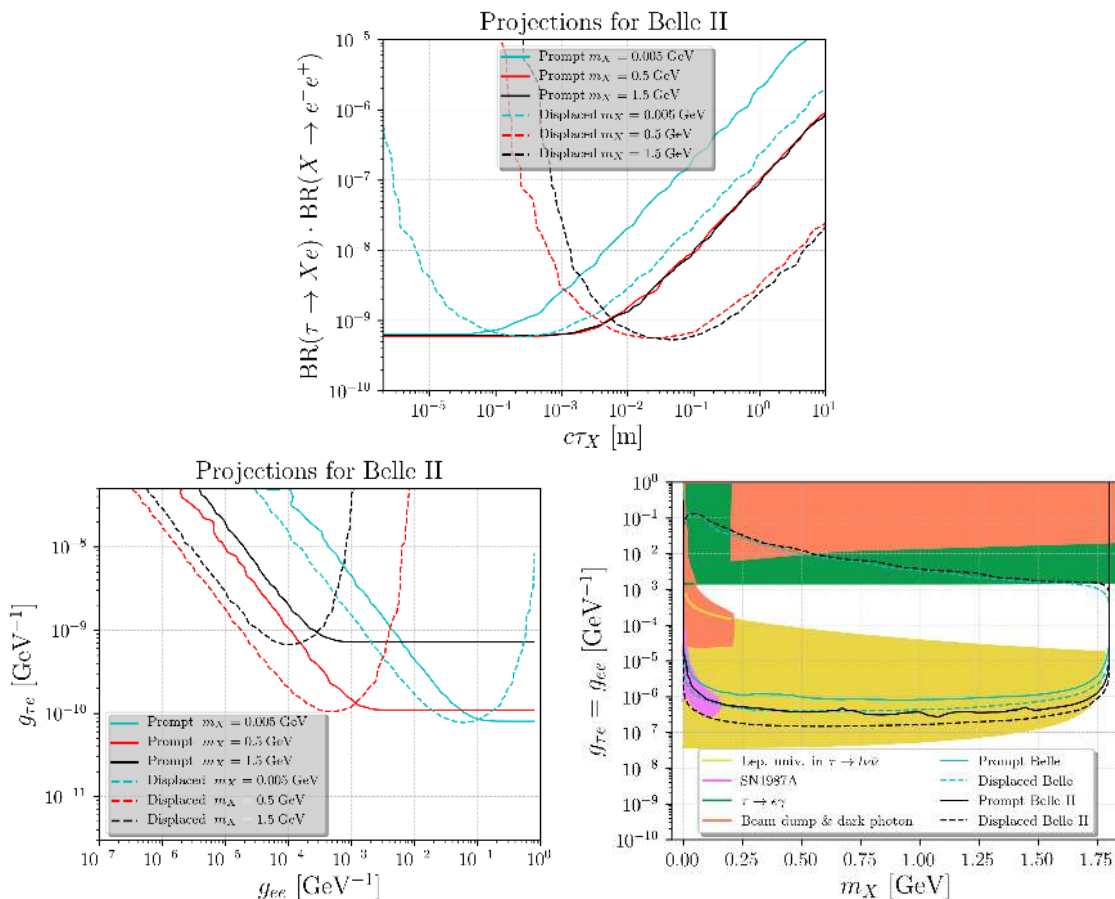 Projections for Belle II
Prompt m_X = 0.005 GeV
Prompt m_X = 0.5 GeV
Prompt m_X = 1.5 GeV
Displaced m_X = 0.005 GeV
Displaced m_X = 0.5 GeV
Displaced m_X = 1.5 GeV
BR(τ → Xe) · BR(X → e⁻e⁺)
10⁻⁵
10⁻⁶
10⁻⁷
10⁻⁸
10⁻⁹
10⁻¹⁰
10⁻⁵ 10⁻⁴ 10⁻³ 10⁻² 10⁻¹ 10⁰ 10¹
cτ_X [m]
Projections for Belle II
g_τe [GeV⁻¹]
10⁻⁸
10⁻⁹
10⁻¹⁰
10⁻¹¹
Prompt m_X = 0.005 GeV
Prompt m_X = 0.5 GeV
Prompt m_X = 1.5 GeV
Displaced m_X = 0.005 GeV
Displaced m_X = 0.5 GeV
Displaced m_X = 1.5 GeV
10⁻⁷ 10⁻⁶ 10⁻⁵ 10⁻⁴ 10⁻³ 10⁻² 10⁻¹ 10⁰
g_ee [GeV⁻¹]
g_τe = g_ee [GeV⁻¹]
10⁰
10⁻¹
10⁻²
10⁻³
10⁻⁴
10⁻⁵
10⁻⁶
10⁻⁷
10⁻⁸
10⁻⁹
10⁻¹⁰
Lep. univ. in τ →
SN1987A
τ → eγ
Beam dump & dark photon
Prompt Belle
Displaced Belle
Prompt Belle II
Displaced Belle II
0.00 0.25 0.50 0.75 1.00 1.25 1.50 1.75
m_X [GeV]